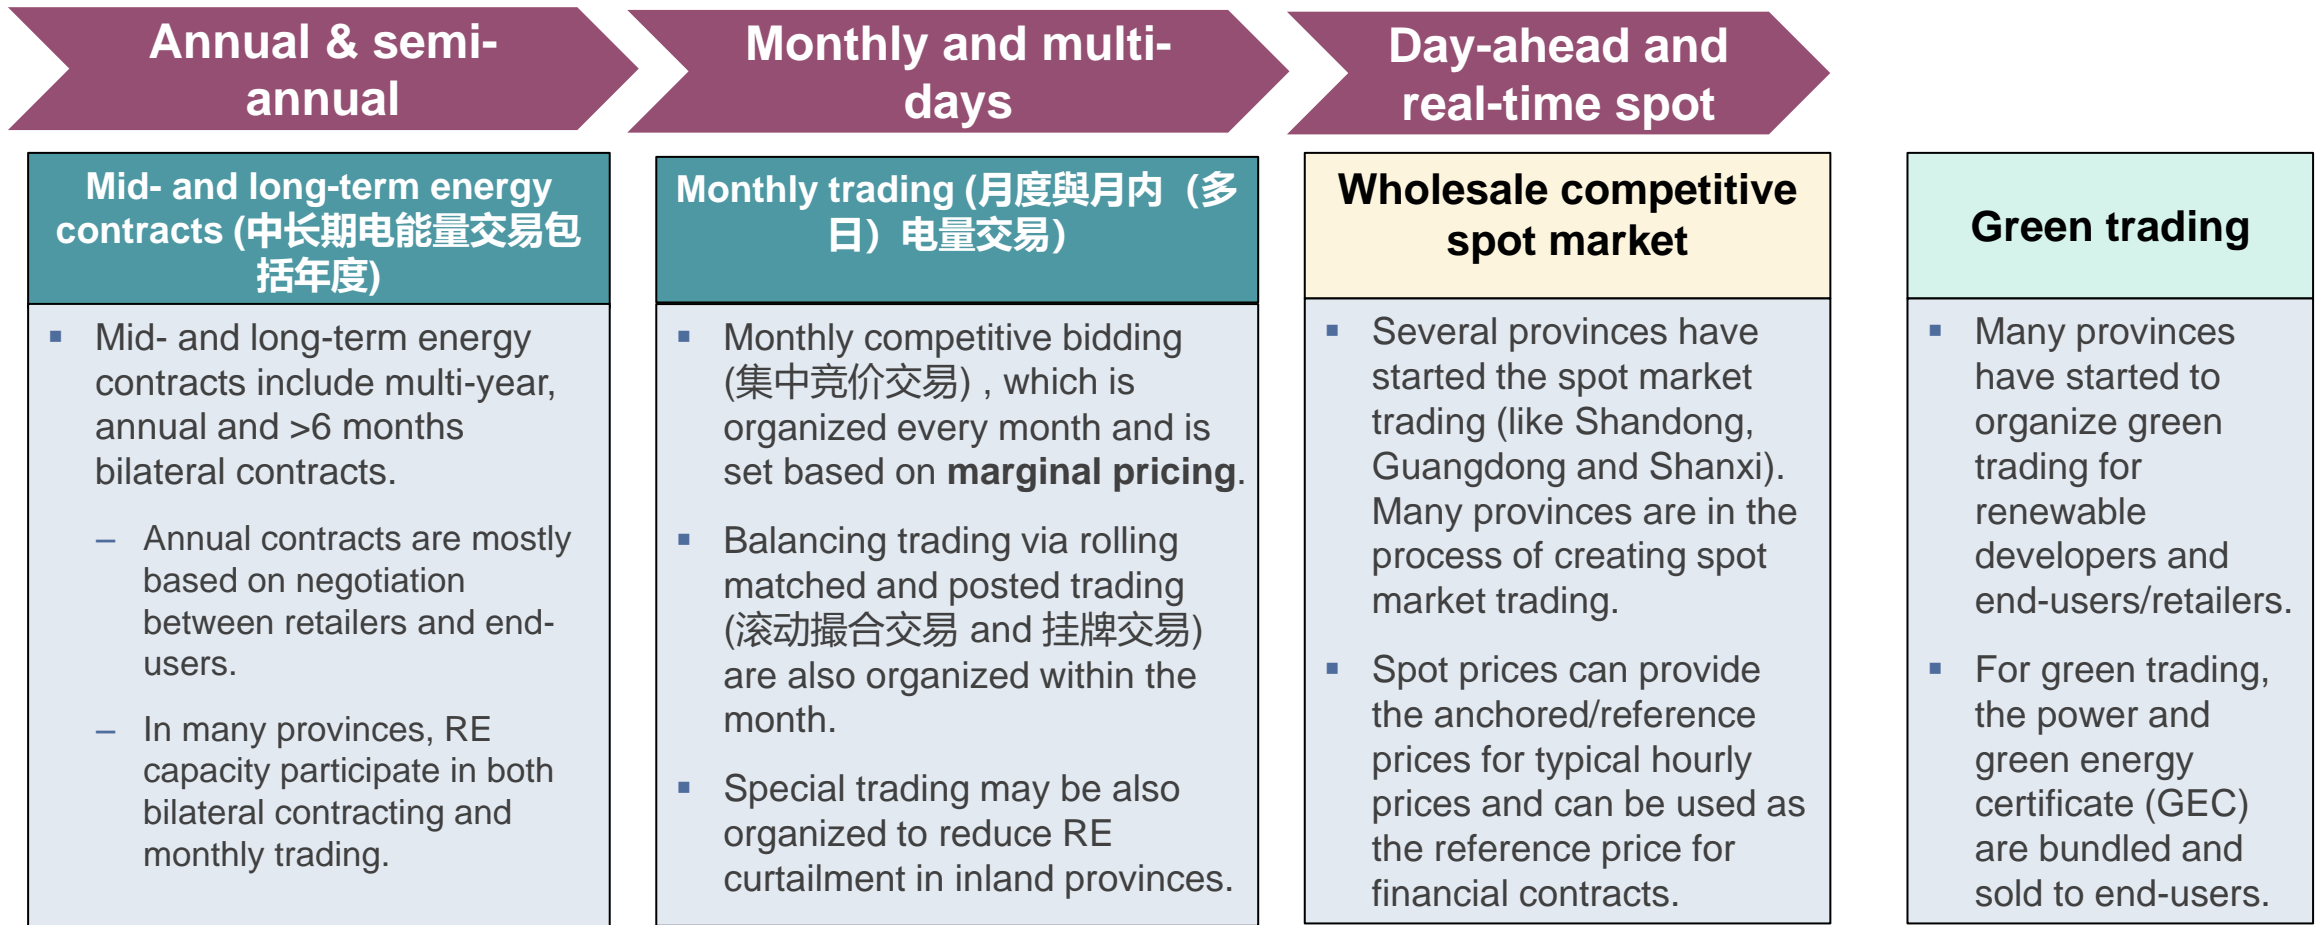 Annual & semi-
annual
Monthly and multi-
days
Day-ahead and
real-time spot
Mid- and long-term energy
contracts (中长期电能量交易包
括年度)
▪ Mid- and long-term energy
contracts include multi-year,
annual and >6 months
bilateral contracts.
– Annual contracts are mostly
based on negotiation
between retailers and end-
users.
– In many provinces, RE
capacity participate in both
bilateral contracting and
monthly trading.
Monthly trading (月度與月内（多
日）电量交易）
▪ Monthly competitive bidding
(集中竞价交易) , which is
organized every month and is
set based on marginal pricing.
▪ Balancing trading via rolling
matched and posted trading
(滚动撮合交易 and 挂牌交易)
are also organized within the
month.
▪ Special trading may be also
organized to reduce RE
curtailment in inland provinces.
Wholesale competitive
spot market
▪ Several provinces have
started the spot market
trading (like Shandong,
Guangdong and Shanxi).
Many provinces are in the
process of creating spot
market trading.
▪ Spot prices can provide
the anchored/reference
prices for typical hourly
prices and can be used as
the reference price for
financial contracts.
Green trading
▪ Many provinces
have started to
organize green
trading for
renewable
developers and
end-users/retailers.
▪ For green trading,
the power and
green energy
certificate (GEC)
are bundled and
sold to end-users.